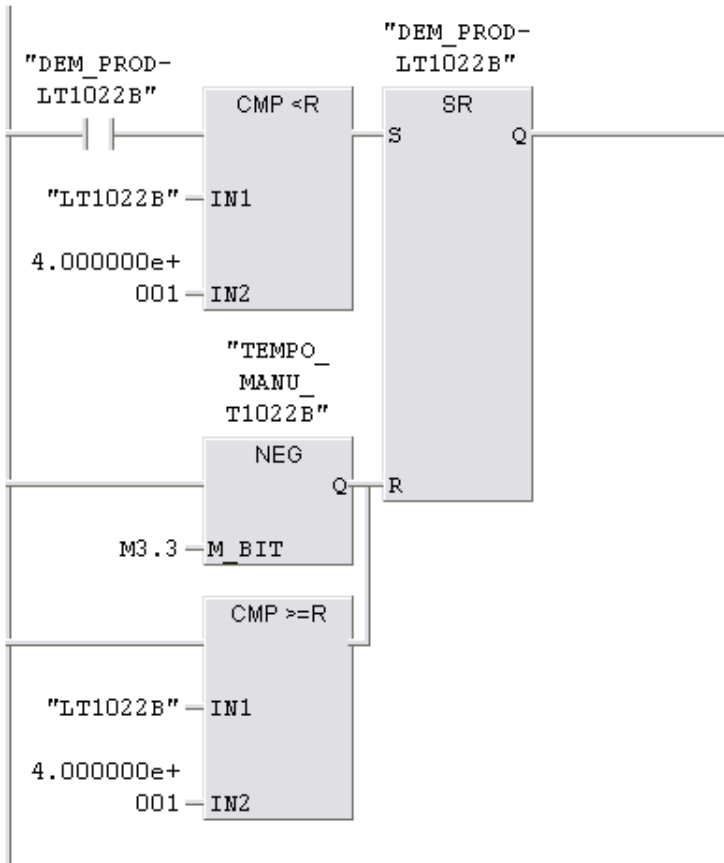 "DEM_PROD-
LT1022B"
"DEM_PROD-
LT1022B"
CMP <R
SR
S
Q
"LT1022B"
IN1
4.000000e+
001
IN2
"TEMPO_
MANU_
T1022B"
NEG
Q
R
M3.3
M_BIT
CMP >=R
"LT1022B"
IN1
4.000000e+
001
IN2